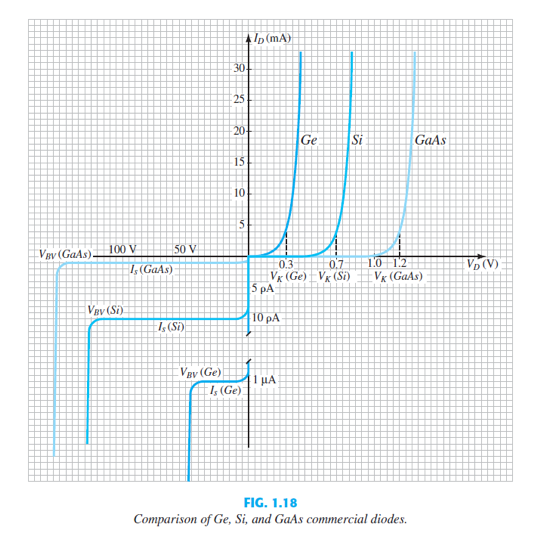 I_D (mA)
30
25
20
Ge
Si
GaAs
15
10
5
V_BV (GaAs)
100 V
50 V
0.3
0.7
1.0
1.2
V_D (V)
I_s (GaAs)
V_K (Ge)
V_K (Si)
V_K (GaAs)
5 pA
V_BV (Si)
10 pA
I_s (Si)
V_BV (Ge)
1 μA
I_s (Ge)
FIG. 1.18
Comparison of Ge, Si, and GaAs commercial diodes.